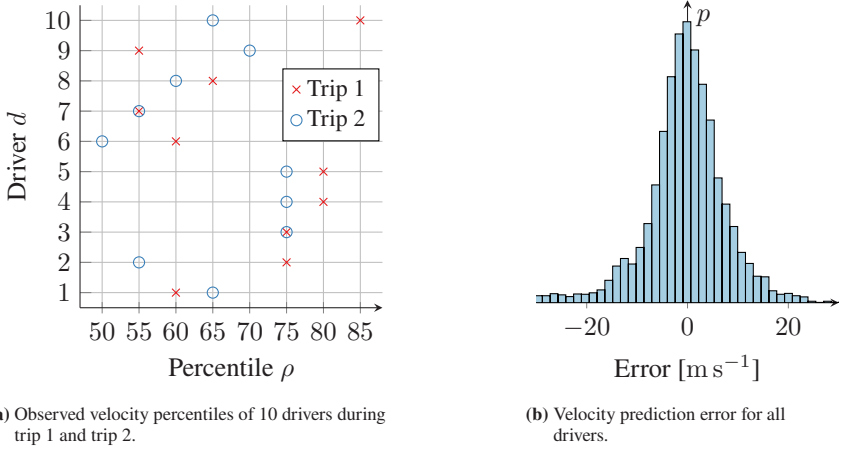 10
9
8
7
6
5
4
3
2
1
Driver d
Trip 1
Trip 2
50 55 60 65 70 75 80 85
Percentile ρ
p
−20 0 20
Error [m s⁻¹]
) Observed velocity percentiles of 10 drivers during
trip 1 and trip 2.
(b) Velocity prediction error for all
drivers.